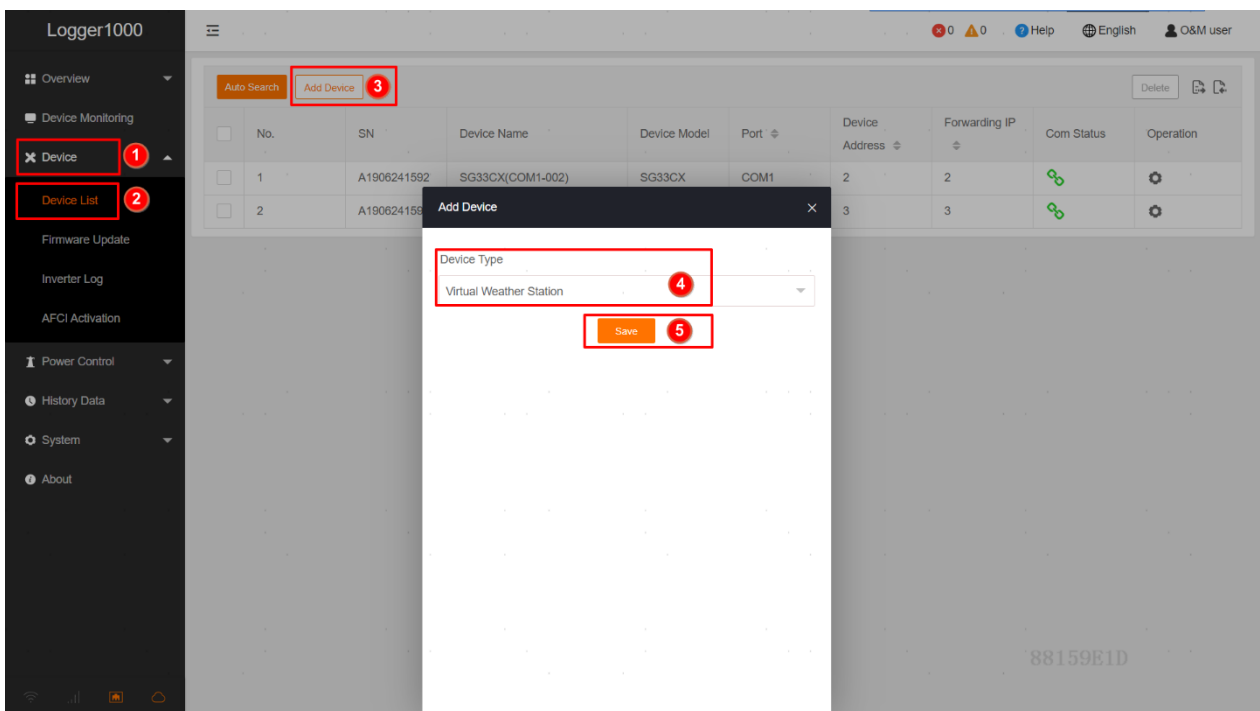 Logger1000
0 0 Help English O&M user
Overview
Device Monitoring
Device 1
Device List 2
Firmware Update
Inverter Log
AFCI Activation
Power Control
History Data
System
About
Auto Search Add Device 3 Delete
No. SN Device Name Device Model Port Device Address Forwarding IP Com Status Operation
1 A1906241592 SG33CX(COM1-002) SG33CX COM1 2 2
2 A190624159 3 3
Add Device
Device Type
Virtual Weather Station 4
Save 5
88159E1D